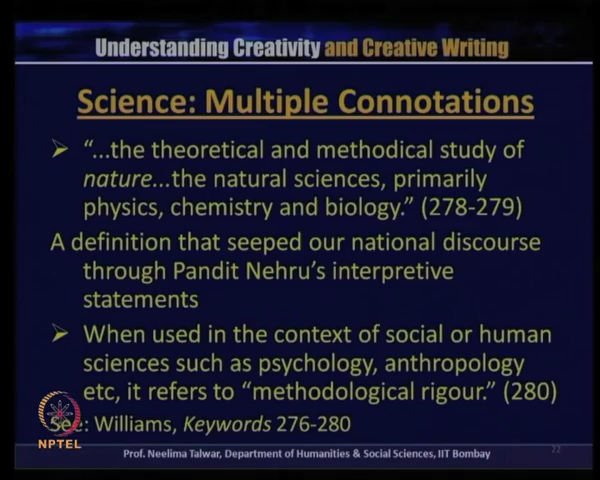 Understanding Creativity and Creative Writing
Science: Multiple Connotations
"...the theoretical and methodical study of
nature...the natural sciences, primarily
physics, chemistry and biology." (278-279)
A definition that seeped our national discourse
through Pandit Nehru's interpretive
statements
When used in the context of social or human
sciences such as psychology, anthropology
etc, it refers to "methodological rigour." (280)
See: Williams, Keywords 276-280
NPTEL
Prof. Neelima Talwar, Department of Humanities & Social Sciences, IIT Bombay
22